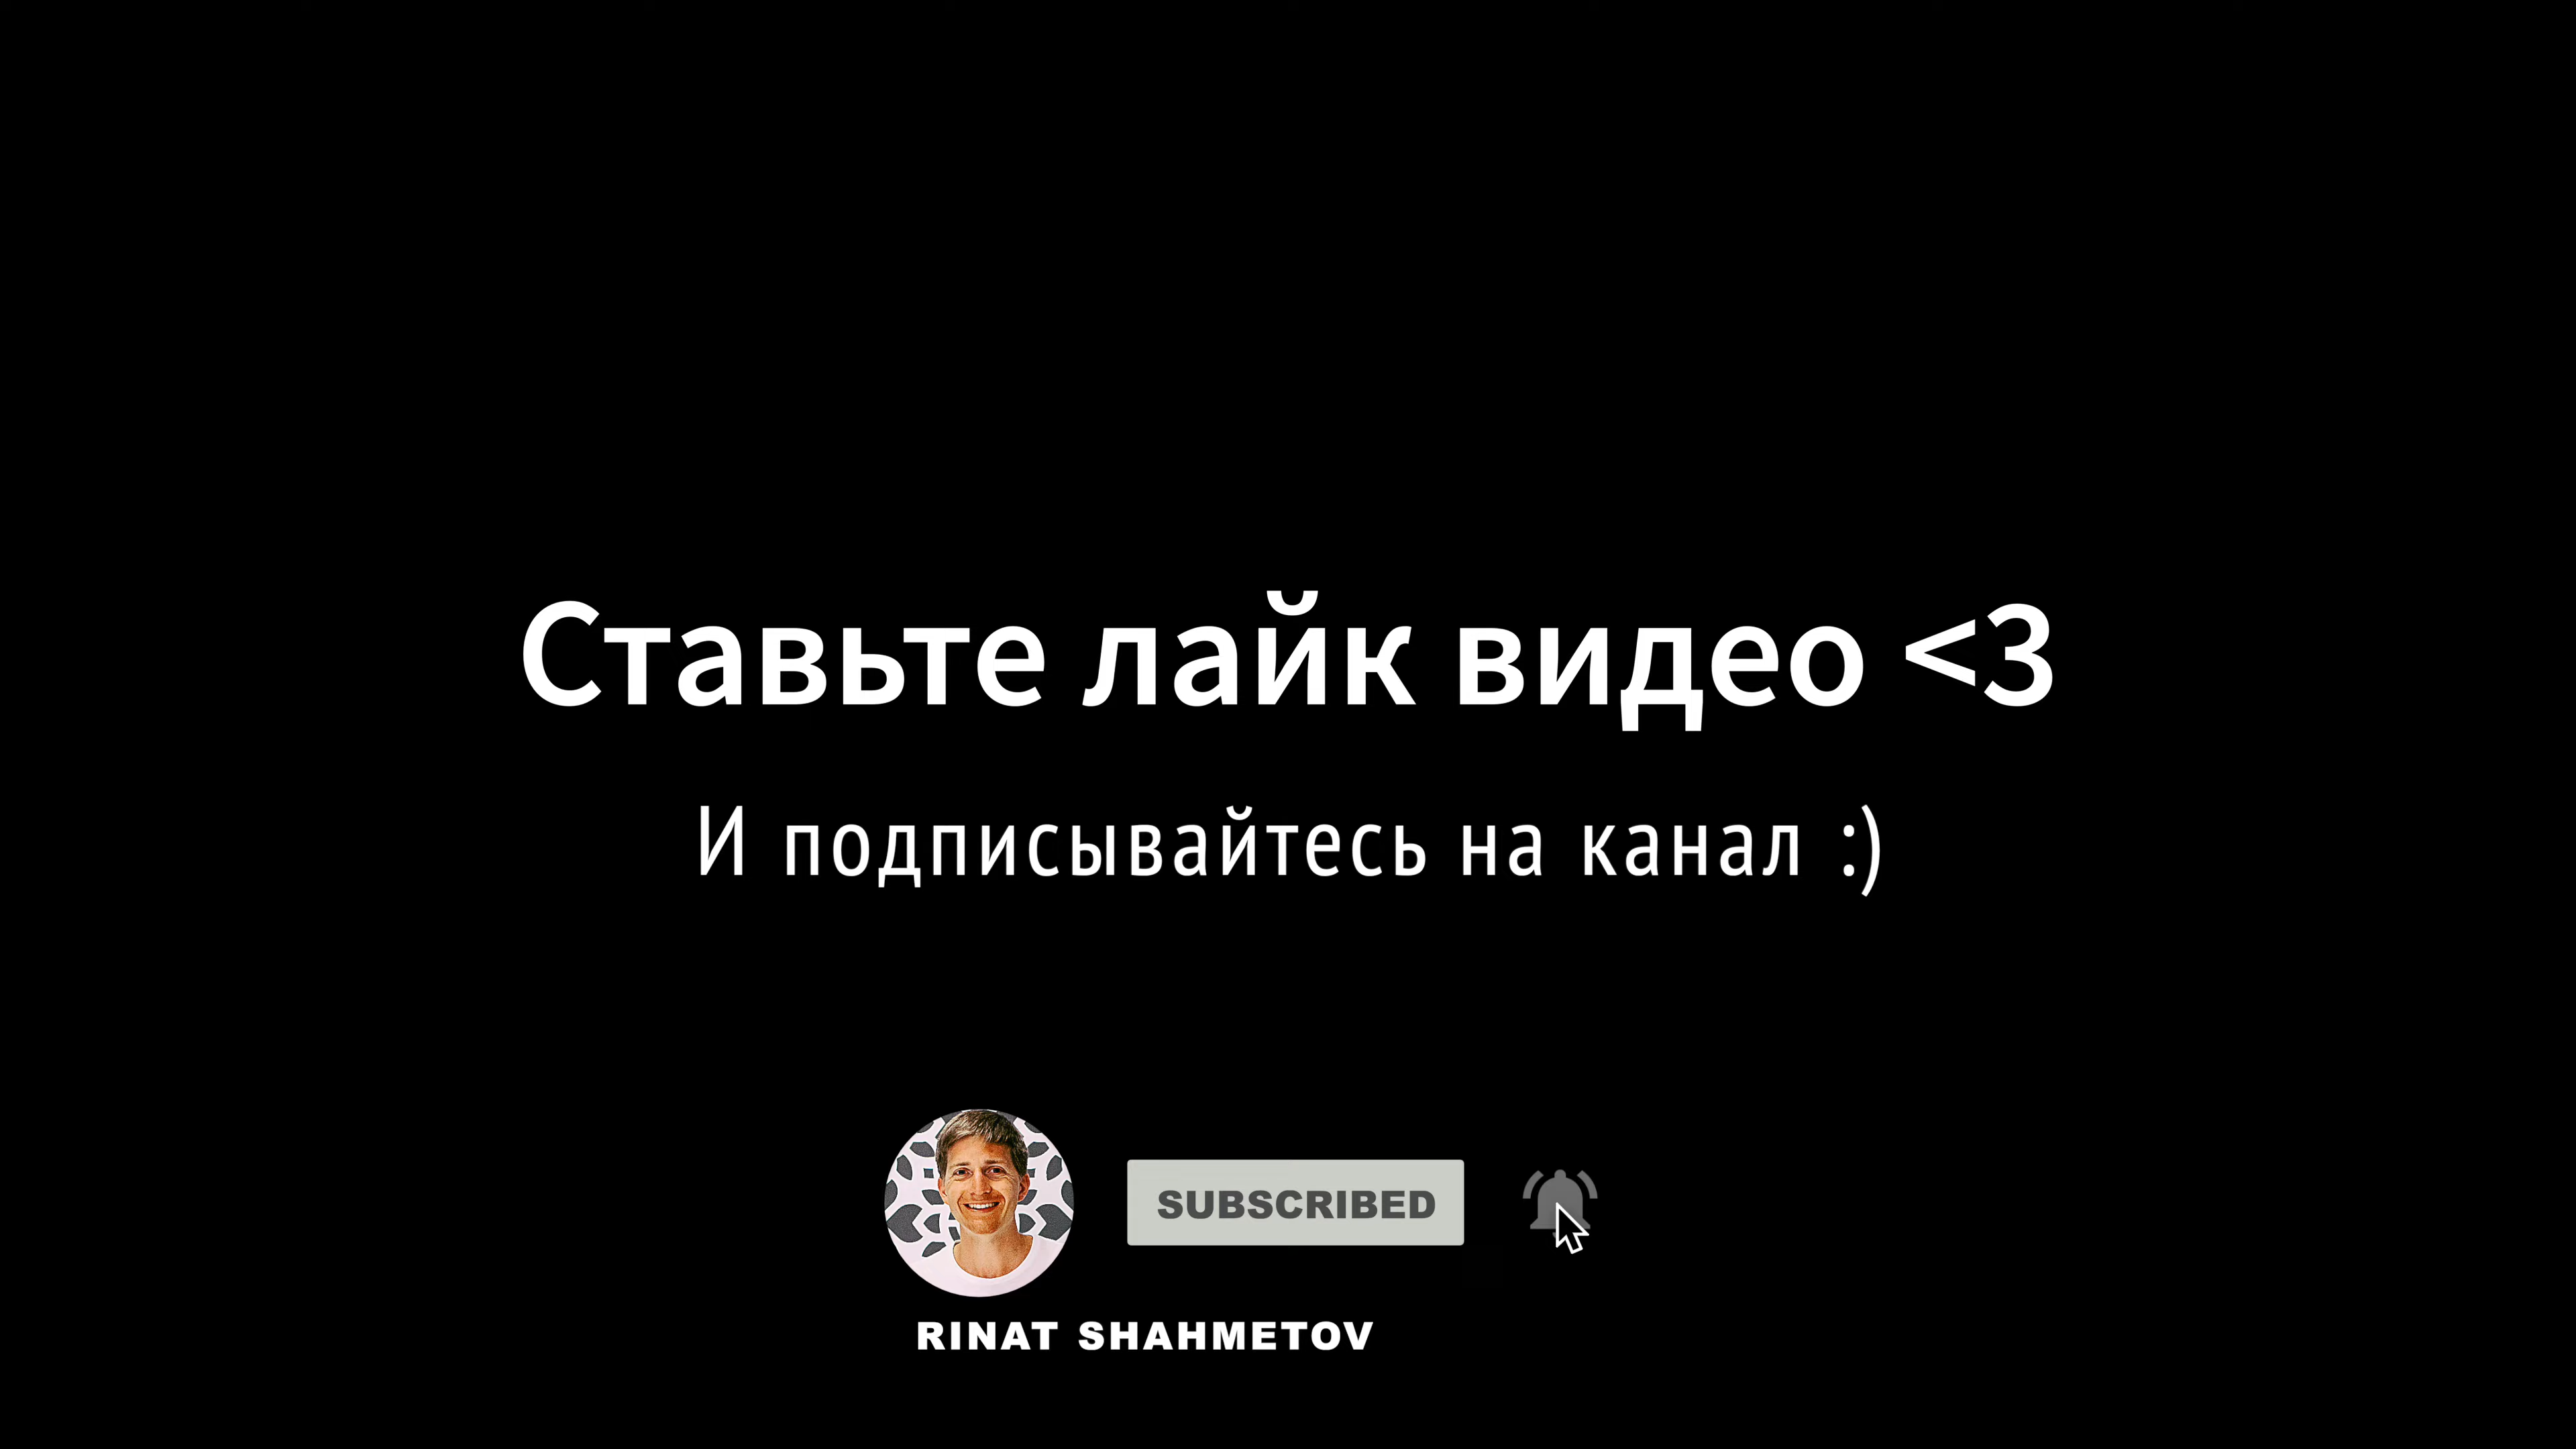 Ставьте лайк видео <3
И подписывайтесь на канал :)
SUBSCRIBED
RINAT SHAHMETOV